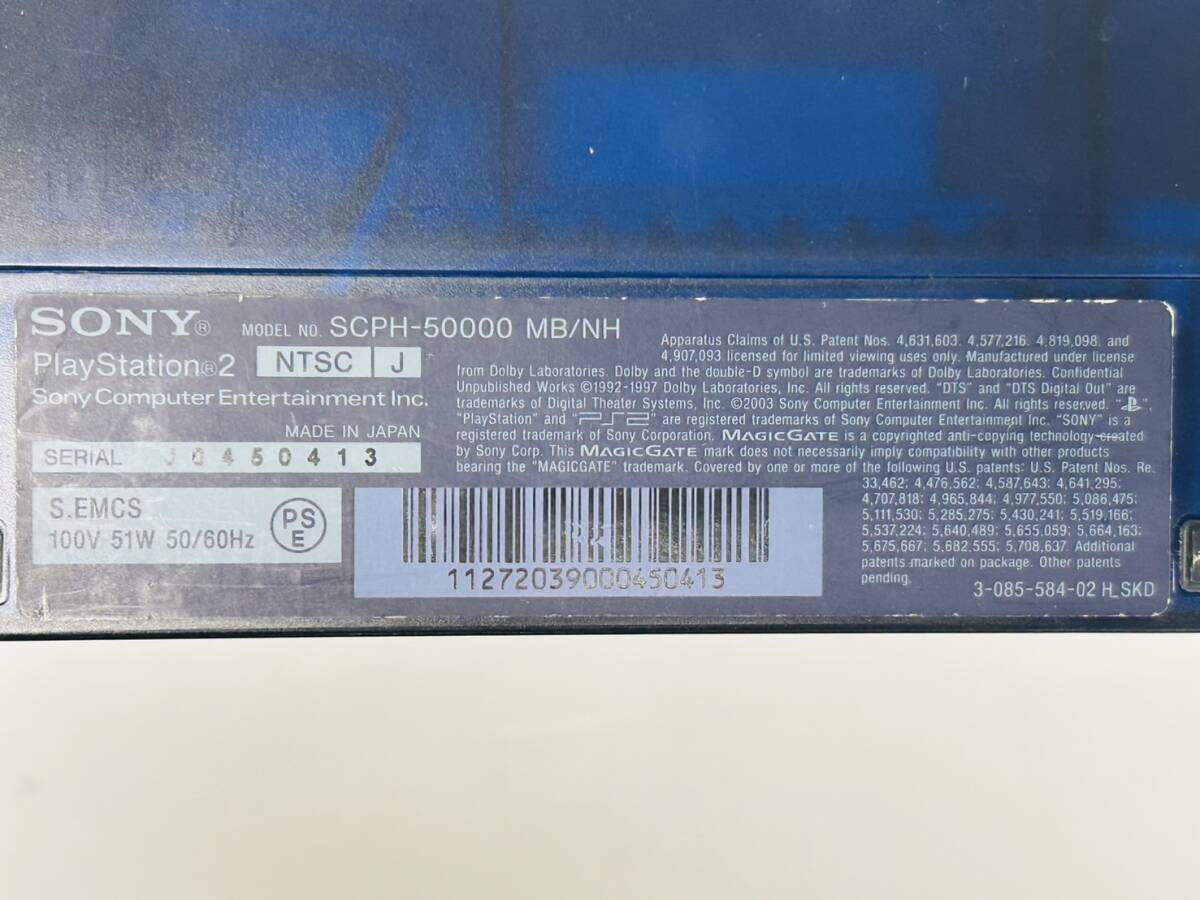 SONY® MODEL NO. SCPH-50000 MB/NH
PlayStation®2 NTSC J
Sony Computer Entertainment Inc.
MADE IN JAPAN
SERIAL J0450413
S.EMCS
100V 51W 50/60Hz
PS
E
11272039000450413
Apparatus Claims of U.S. Patent Nos. 4,631,603, 4,577,216, 4,819,098, and
4,907,093 licensed for limited viewing uses only. Manufactured under license
from Dolby Laboratories. Dolby and the double-D symbol are trademarks of Dolby Laboratories. Confidential
Unpublished Works ©1992-1997 Dolby Laboratories, Inc. All rights reserved. "DTS" and "DTS Digital Out" are
trademarks of Digital Theater Systems, Inc. ©2003 Sony Computer Entertainment Inc. All rights reserved. " ",
"PlayStation" and "PS2" are registered trademarks of Sony Computer Entertainment Inc. "SONY" is a
registered trademark of Sony Corporation. MAGICGATE is a copyrighted anti-copying technology created
by Sony Corp. This MAGICGATE mark does not necessarily imply compatibility with other products
bearing the "MAGICGATE" trademark. Covered by one or more of the following U.S. patents: U.S. Patent Nos. Re.
33,462; 4,476,562; 4,587,643; 4,641,295;
4,707,818; 4,965,844; 4,977,550; 5,086,475;
5,111,530; 5,285,275; 5,430,241; 5,519,166;
5,537,224; 5,640,489; 5,655,059; 5,664,163;
5,675,667; 5,682,555; 5,708,637. Additional
patents marked on package. Other patents
pending.
3-085-584-02 H_SKD